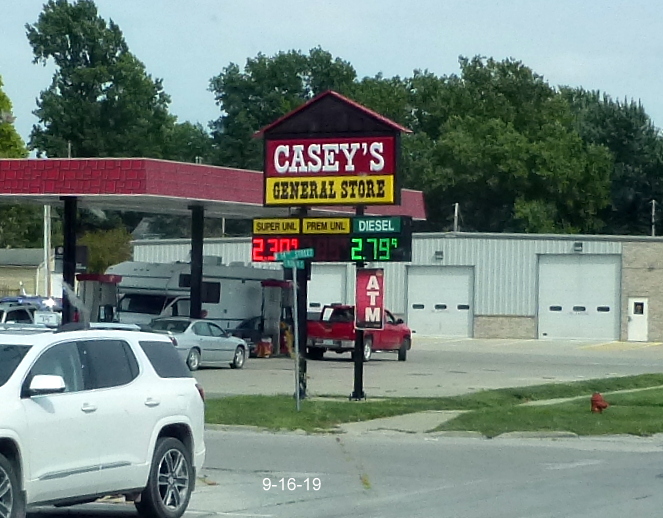 CASEY'S
GENERAL STORE
SUPER UNL PREM UNL DIESEL
2.30⁹ 2.79⁹
ATM
9-16-19